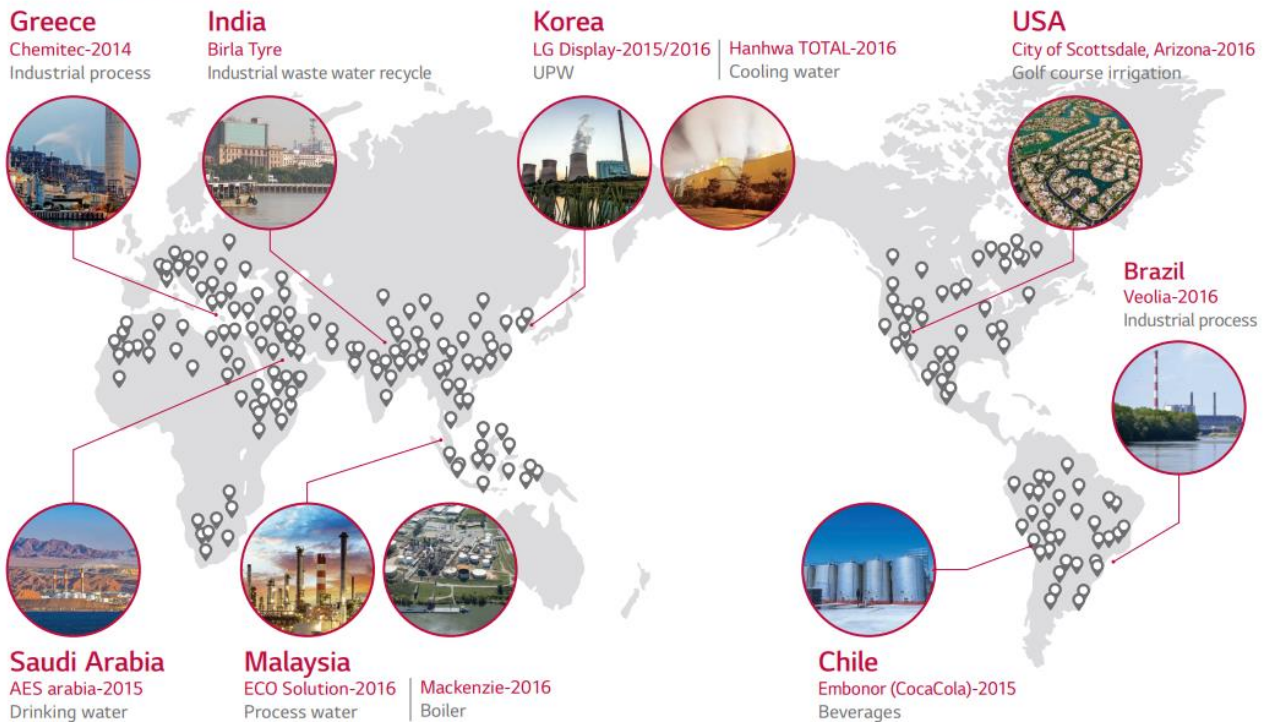 Greece
Chemitec-2014
Industrial process
India
Birla Tyre
Industrial waste water recycle
Korea
LG Display-2015/2016
UPW
Hanhwa TOTAL-2016
Cooling water
USA
City of Scottsdale, Arizona-2016
Golf course irrigation
Brazil
Veolia-2016
Industrial process
Saudi Arabia
AES arabia-2015
Drinking water
Malaysia
ECO Solution-2016
Process water
Mackenzie-2016
Boiler
Chile
Embonor (CocaCola)-2015
Beverages